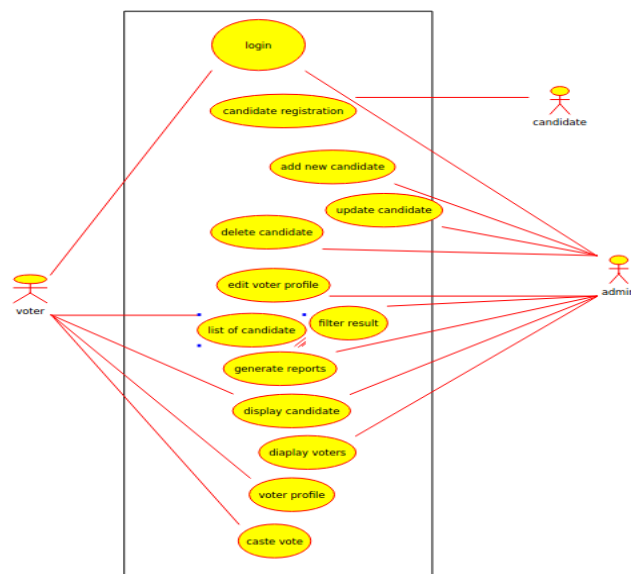 login
candidate registration
candidate
add new candidate
update candidate
delete candidate
edit voter profile
voter
admin
list of candidate
filter result
generate reports
display candidate
diaplay voters
voter profile
caste vote